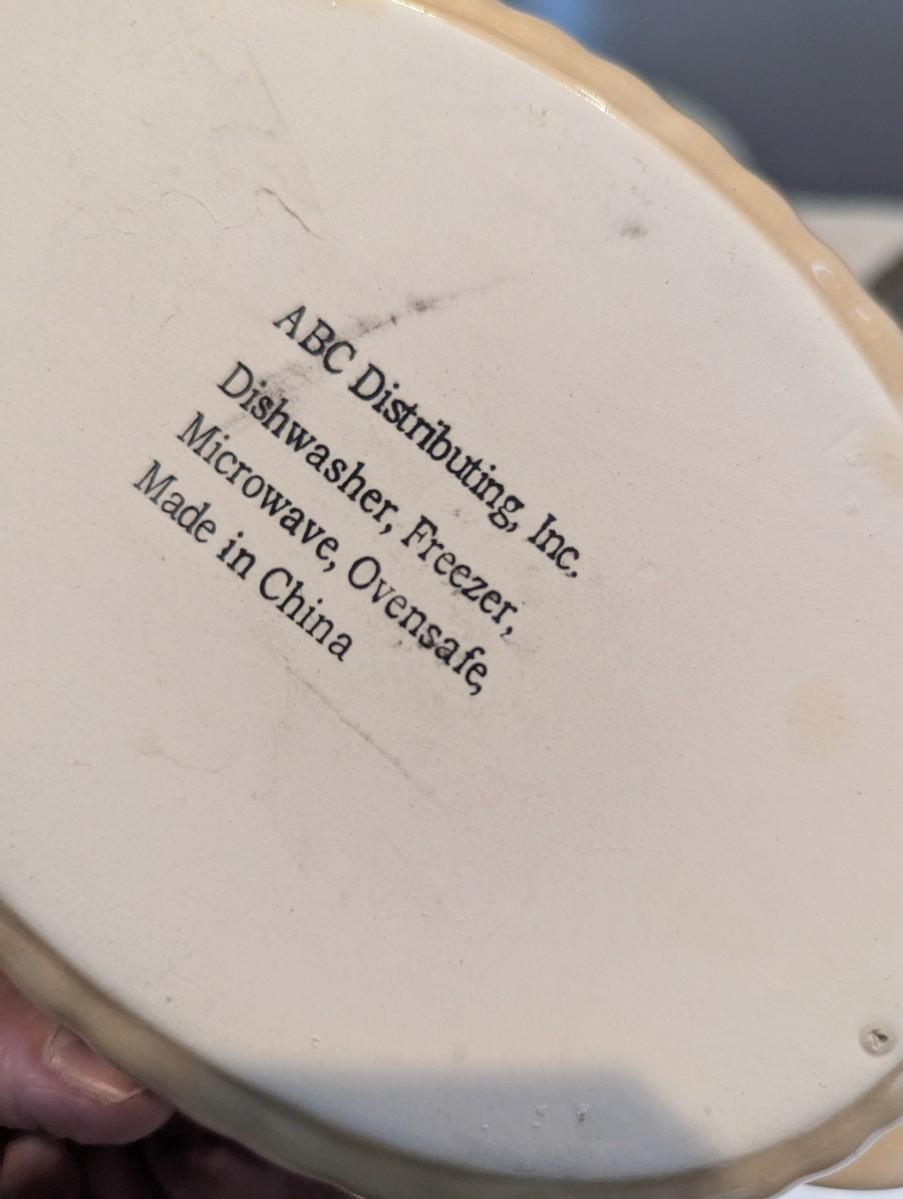 ABC Distributing, Inc.
Dishwasher, Freezer,
Microwave, Ovensafe,
Made in China